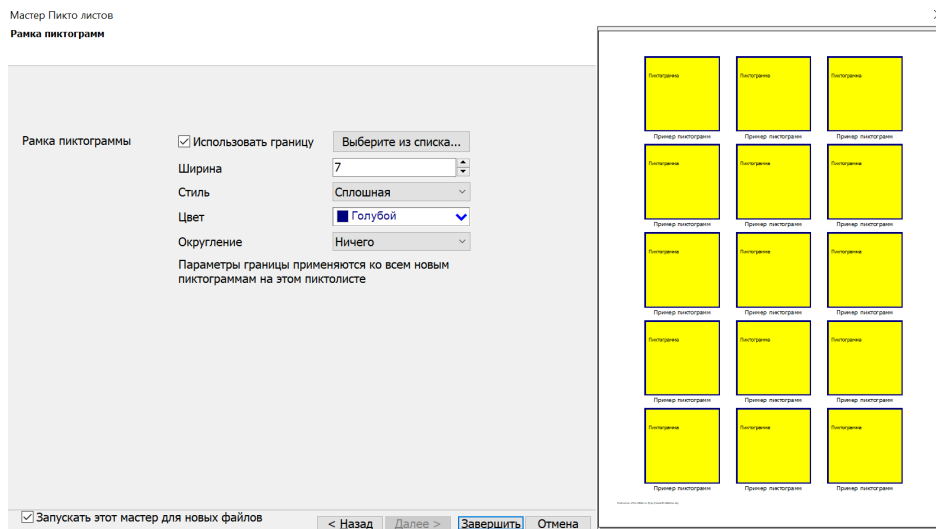 Мастер Пикто листов
Рамка пиктограмм
Рамка пиктограммы
Использовать границу
Выберите из списка...
Ширина
7
Стиль
Сплошная
Цвет
Голубой
Округление
Ничего
Параметры границы применяются ко всем новым
пиктограммам на этом пиктолисте
Запускать этот мастер для новых файлов
< Назад
Далее >
Завершить
Отмена
Пиктограмма Пиктограмма Пиктограмма
Пример пиктограмм Пример пиктограмм Пример пиктограмм
Пиктограмма Пиктограмма Пиктограмма
Пример пиктограмм Пример пиктограмм Пример пиктограмм
Пиктограмма Пиктограмма Пиктограмма
Пример пиктограмм Пример пиктограмм Пример пиктограмм
Пиктограмма Пиктограмма Пиктограмма
Пример пиктограмм Пример пиктограмм Пример пиктограмм
Пиктограмма Пиктограмма Пиктограмма
Пример пиктограмм Пример пиктограмм Пример пиктограмм